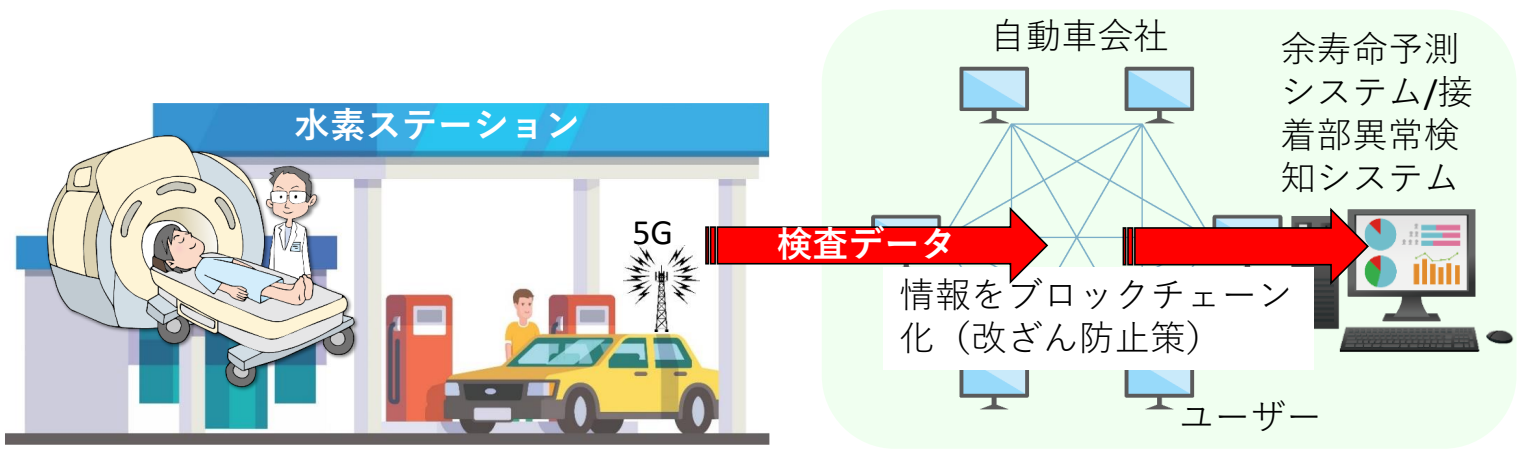 水素ステーション
5G
検査データ
自動車会社
情報をブロックチェーン
化（改ざん防止策）
ユーザー
余寿命予測
システム/接
着部異常検
知システム